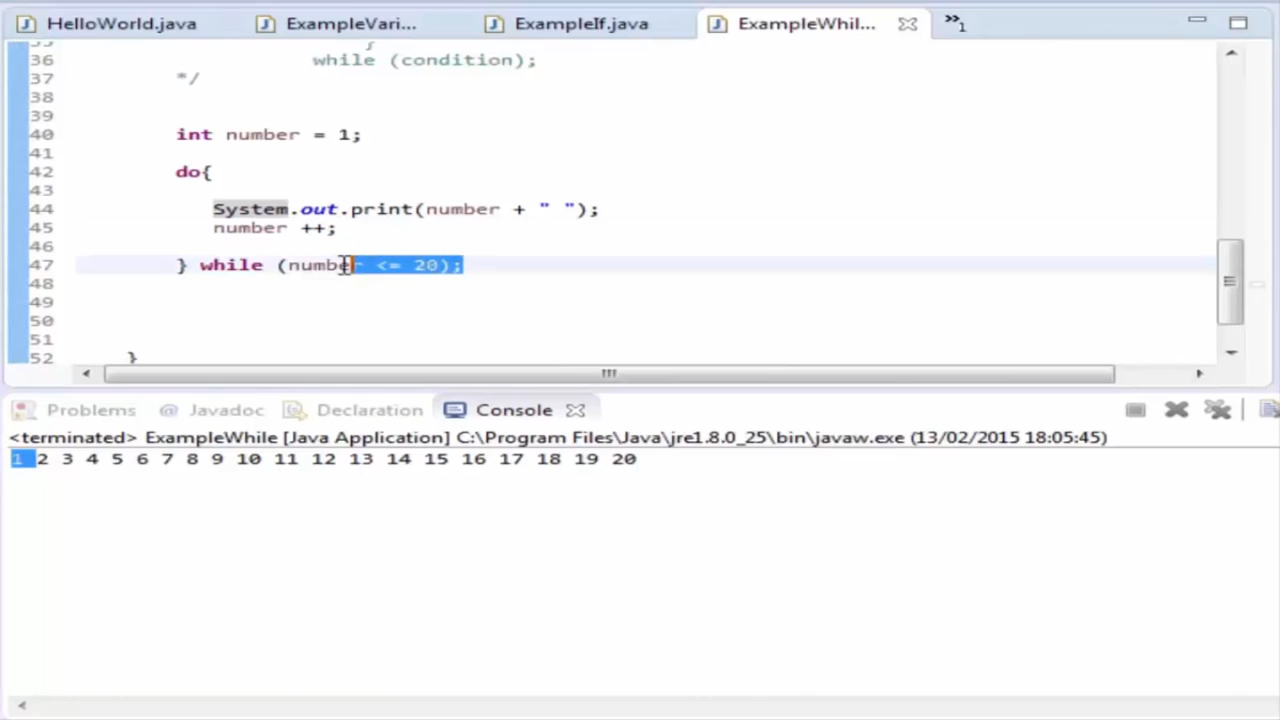 HelloWorld.java ExampleVari... ExampleIf.java ExampleWhil... »1
35 }
36 while (condition);
37 */
38
39
40 int number = 1;
41
42 do{
43
44 System.out.print(number + " ");
45 number ++;
46
47 } while (number <= 20);
48
49
50
51
52 }
Problems @ Javadoc Declaration Console
<terminated> ExampleWhile [Java Application] C:\Program Files\Java\jre1.8.0_25\bin\javaw.exe (13/02/2015 18:05:45)
1 2 3 4 5 6 7 8 9 10 11 12 13 14 15 16 17 18 19 20